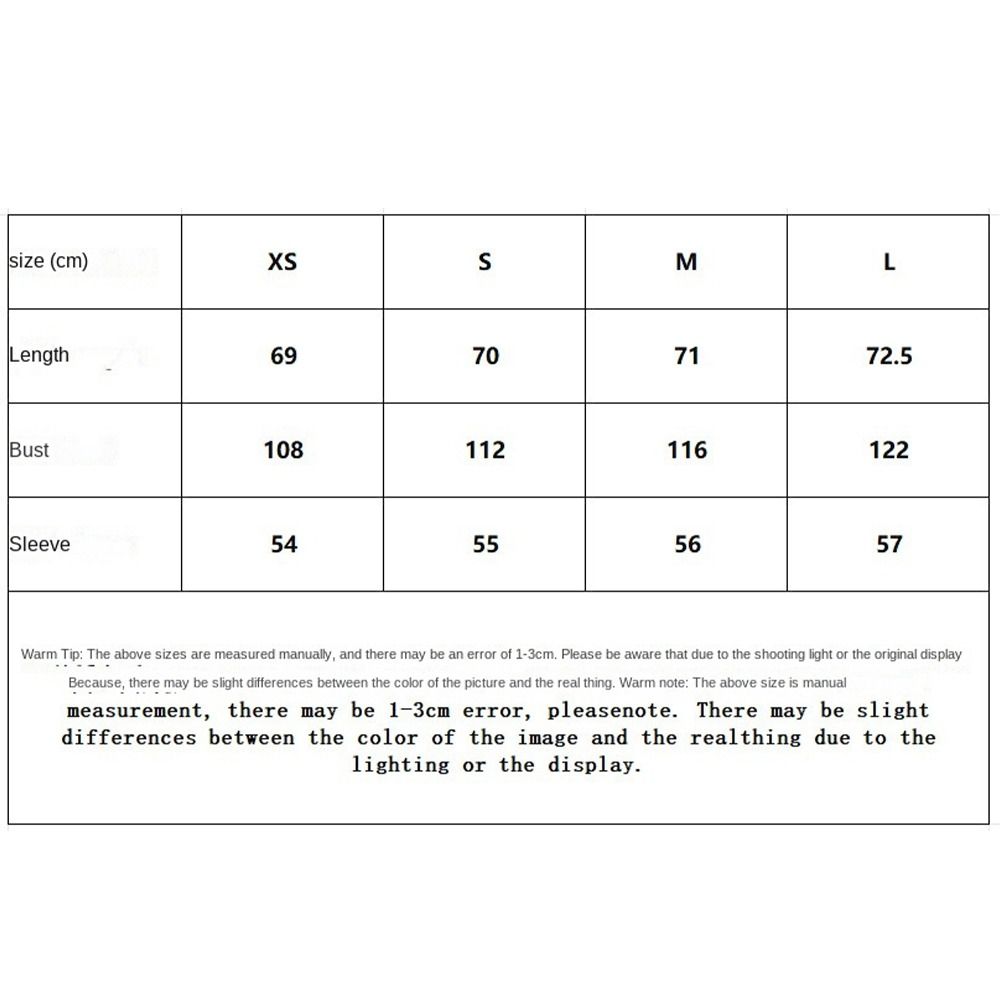 size (cm) XS S M L
Length 69 70 71 72.5
Bust 108 112 116 122
Sleeve 54 55 56 57
Warm Tip: The above sizes are measured manually, and there may be an error of 1-3cm. Please be aware that due to the shooting light or the original display
Because, there may be slight differences between the color of the picture and the real thing. Warm note: The above size is manual
measurement, there may be 1-3cm error, pleasenote. There may be slight
differences between the color of the image and the realthing due to the
lighting or the display.